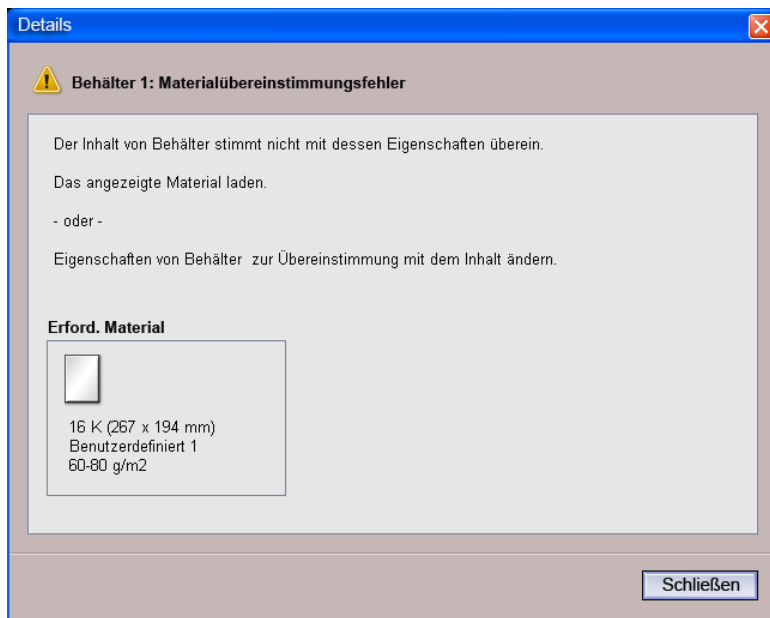 Details
Behälter 1: Materialübereinstimmungsfehler
Der Inhalt von Behälter stimmt nicht mit dessen Eigenschaften überein.
Das angezeigte Material laden.
- oder -
Eigenschaften von Behälter  zur Übereinstimmung mit dem Inhalt ändern.
Erford. Material
16 K (267 x 194 mm)
Benutzerdefiniert 1
60-80 g/m2
Schließen